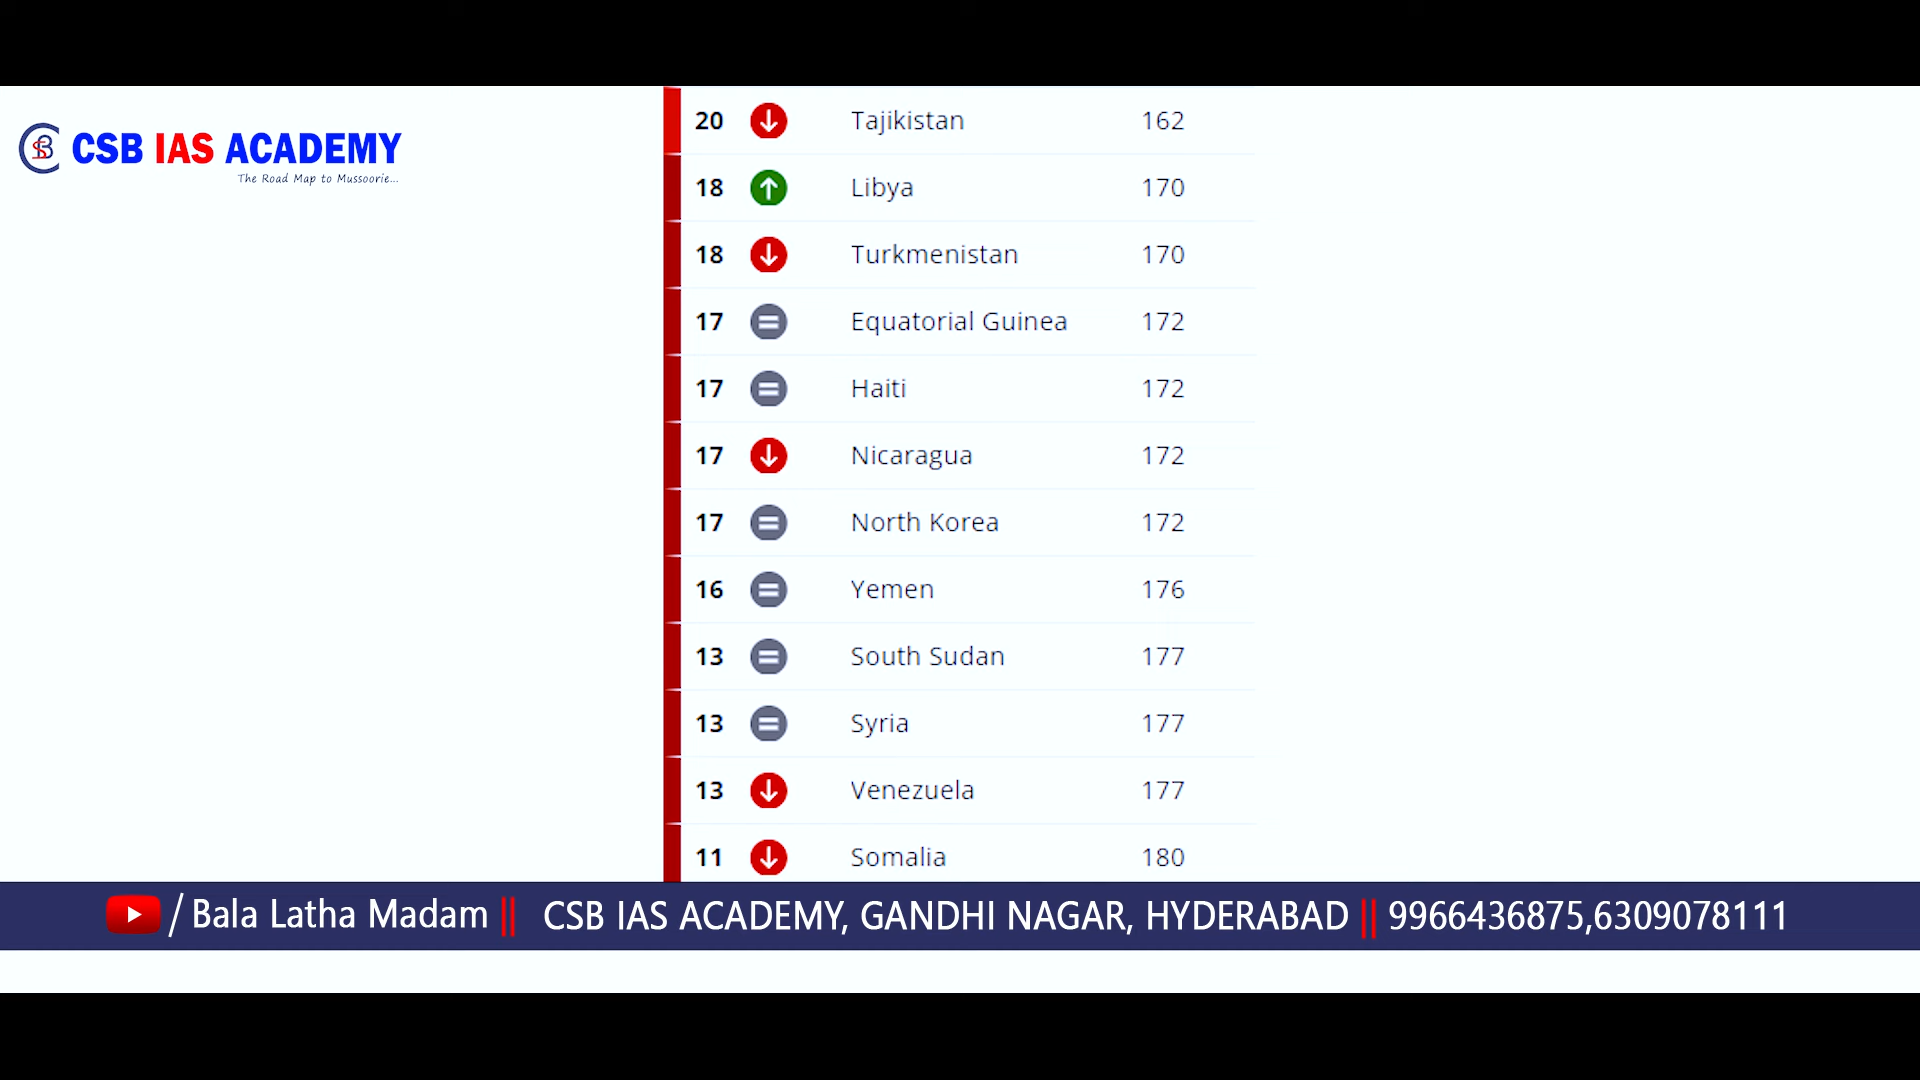 CSB IAS ACADEMY
The Road Map to Mussoorie...
20 Tajikistan 162
18 Libya 170
18 Turkmenistan 170
17 Equatorial Guinea 172
17 Haiti 172
17 Nicaragua 172
17 North Korea 172
16 Yemen 176
13 South Sudan 177
13 Syria 177
13 Venezuela 177
11 Somalia 180
/ Bala Latha Madam || CSB IAS ACADEMY, GANDHI NAGAR, HYDERABAD || 9966436875,6309078111